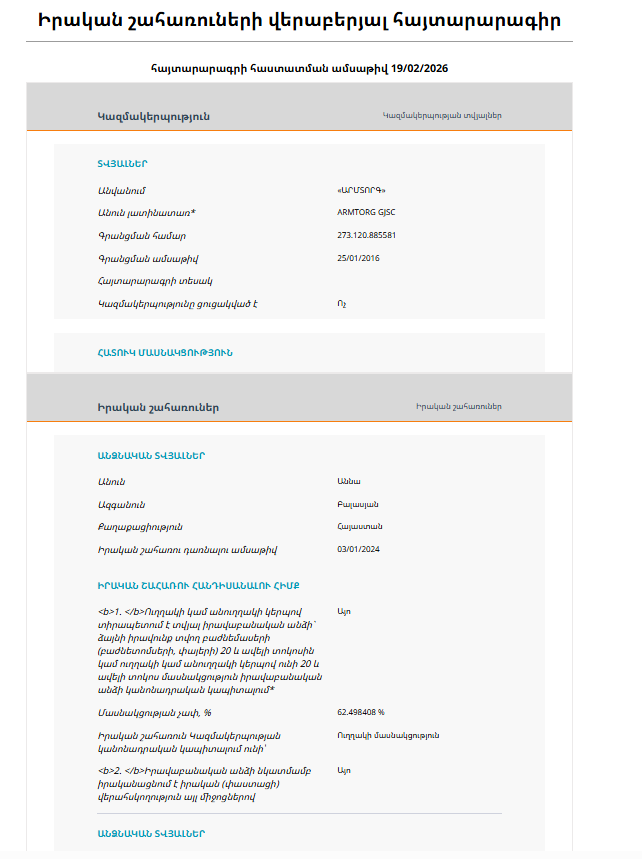 Իրական շահառուների վերաբերյալ հայտարարագիր
հայտարարագրի հաստատման ամսաթիվ 19/02/2026
Կազմակերպություն
Կազմակերպության տվյալներ
ՏՎՅԱԼՆԵՐ
Անվանում «ԱՐՄՏՈՐԳ»
Անուն լատինատառ* ARMTORG GJSC
Գրանցման համար 273.120.885581
Գրանցման ամսաթիվ 25/01/2016
Հայտարարագրի տեսակ
Կազմակերպությունը ցուցակված է Ոչ
ՀԱՏՈՒԿ ՄԱՍՆԱԿՑՈՒԹՅՈՒՆ
Իրական շահառուներ
Իրական շահառուներ
ԱՆՁՆԱԿԱՆ ՏՎՅԱԼՆԵՐ
Անուն Աննա
Ազգանուն Բալասյան
Քաղաքացիություն Հայաստան
Իրական շահառու դառնալու ամսաթիվ 03/01/2024
ԻՐԱԿԱՆ ՇԱՀԱՌՈՒ ՀԱՆԴԻՍԱՆԱԼՈՒ ՀԻՄՔ
<b>1. </b>Ուղղակի կամ անուղղակի կերպով Այո
տիրապետում է տվյալ իրավաբանական անձի՝
ձայնի իրավունք տվող բաժնեմասերի
(բաժնետոմսերի, փայերի) 20 և ավելի տոկոսին
կամ ուղղակի կամ անուղղակի կերպով ունի 20 և
ավելի տոկոս մասնակցություն իրավաբանական
անձի կանոնադրական կապիտալում*
Մասնակցության չափ, % 62.498408 %
Իրական շահառուն Կազմակերպության Ուղղակի մասնակցություն
կանոնադրական կապիտալում ունի՝
<b>2. </b>Իրավաբանական անձի նկատմամբ Այո
իրականացնում է իրական (փաստացի)
վերահսկողություն այլ միջոցներով
ԱՆՁՆԱԿԱՆ ՏՎՅԱԼՆԵՐ